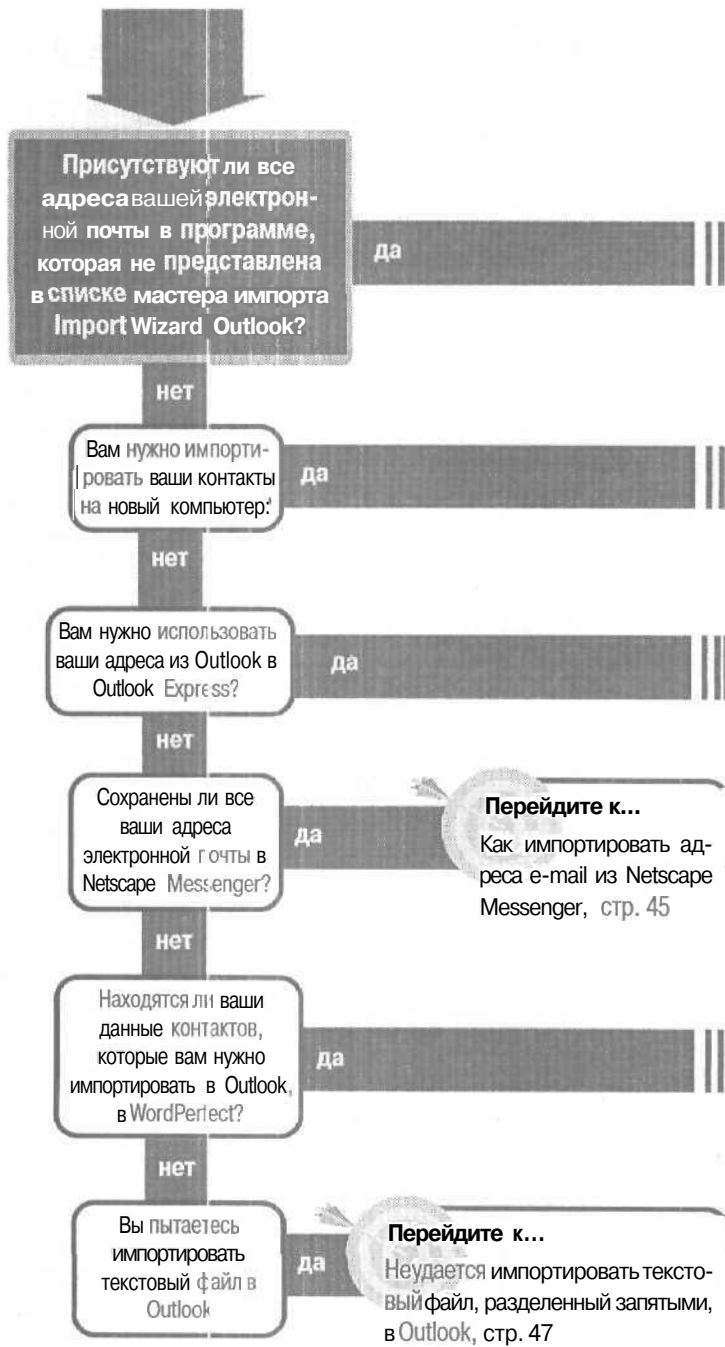 Присутствуют ли все
адреса вашей электрон-
ной почты в программе,
которая не представлена
в списке мастера импорта
Import Wizard Outlook?
да
нет
Вам нужно импорти-
ровать ваши контакты
на новый компьютер?
да
нет
Вам нужно использовать
ваши адреса из Outlook в
Outlook Express?
да
нет
Сохранены ли все
ваши адреса
электронной почты в
Netscape Messenger?
да
Перейдите к...
Как импортировать ад-
реса e-mail из Netscape
Messenger, стр. 45
нет
Находятся ли ваши
данные контактов,
которые вам нужно
импортировать в Outlook,
в WordPerfect?
да
нет
Вы пытаетесь
импортировать
текстовый файл в
Outlook
да
Перейдите к...
Не удается импортировать тексто-
вый файл, разделенный запятыми,
в Outlook, стр. 47